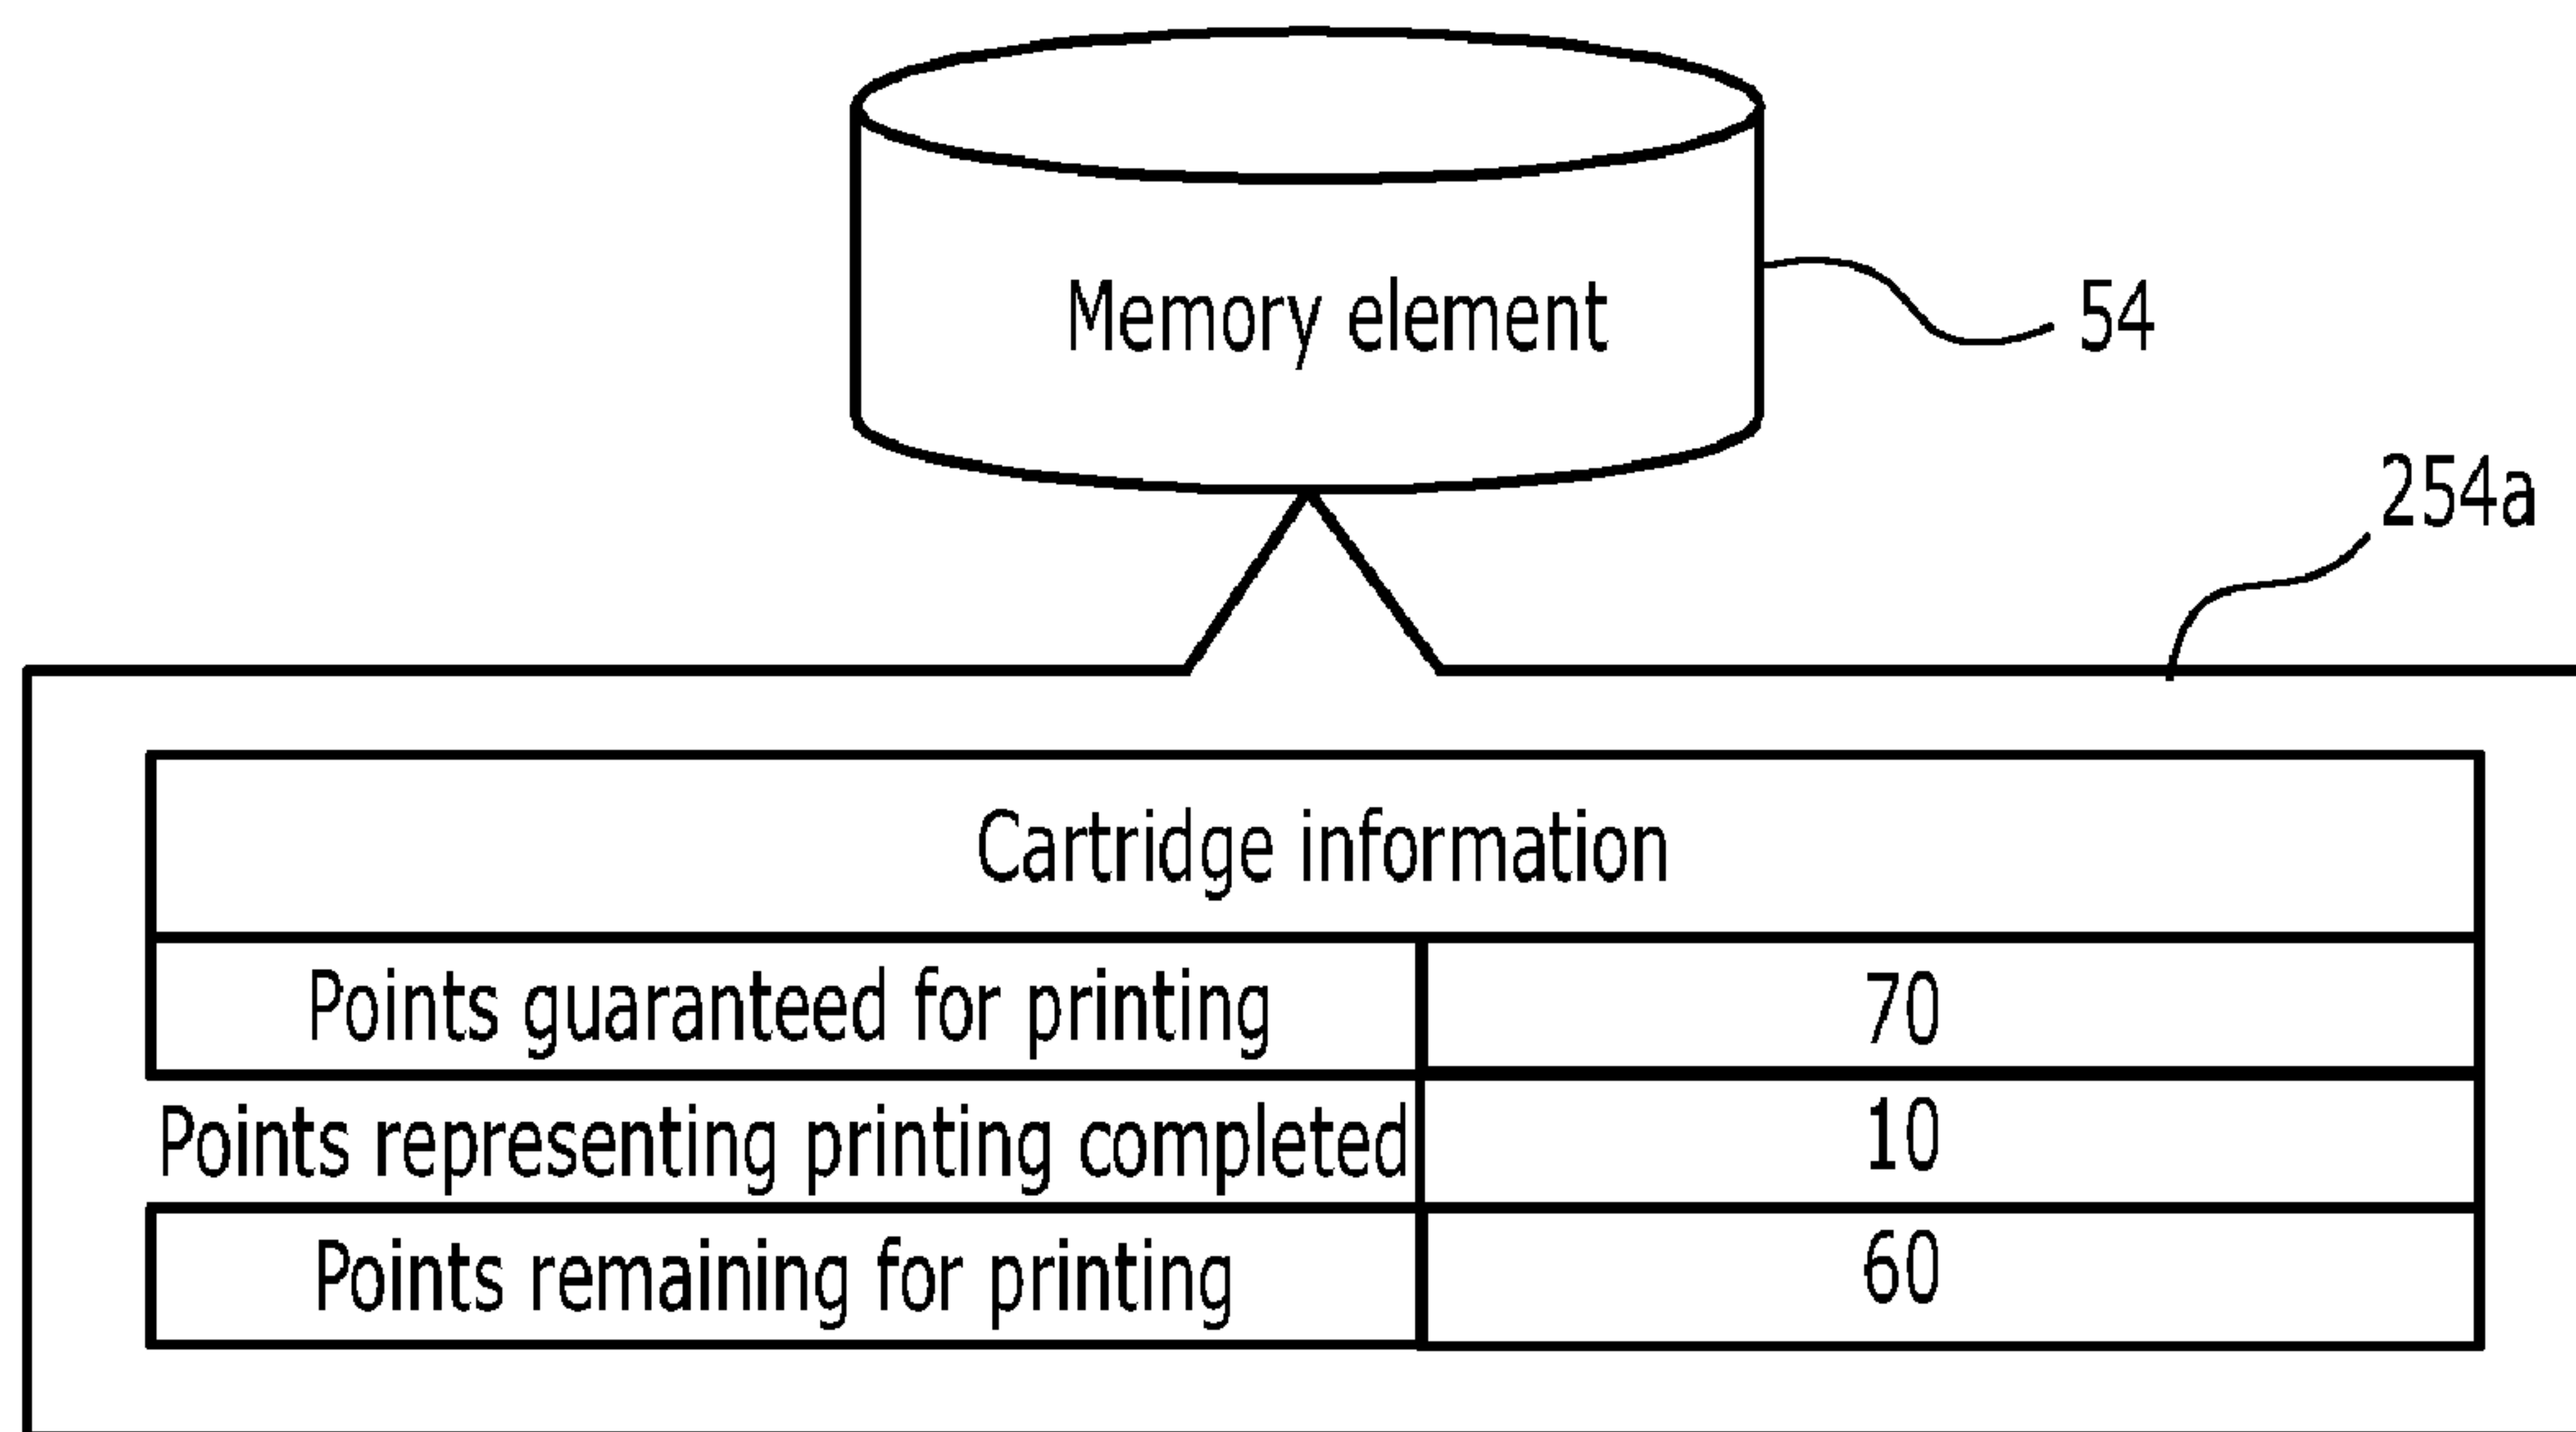 Memory element
54
254a
Cartridge information
Points guaranteed for printing 70
Points representing printing completed 10
Points remaining for printing 60